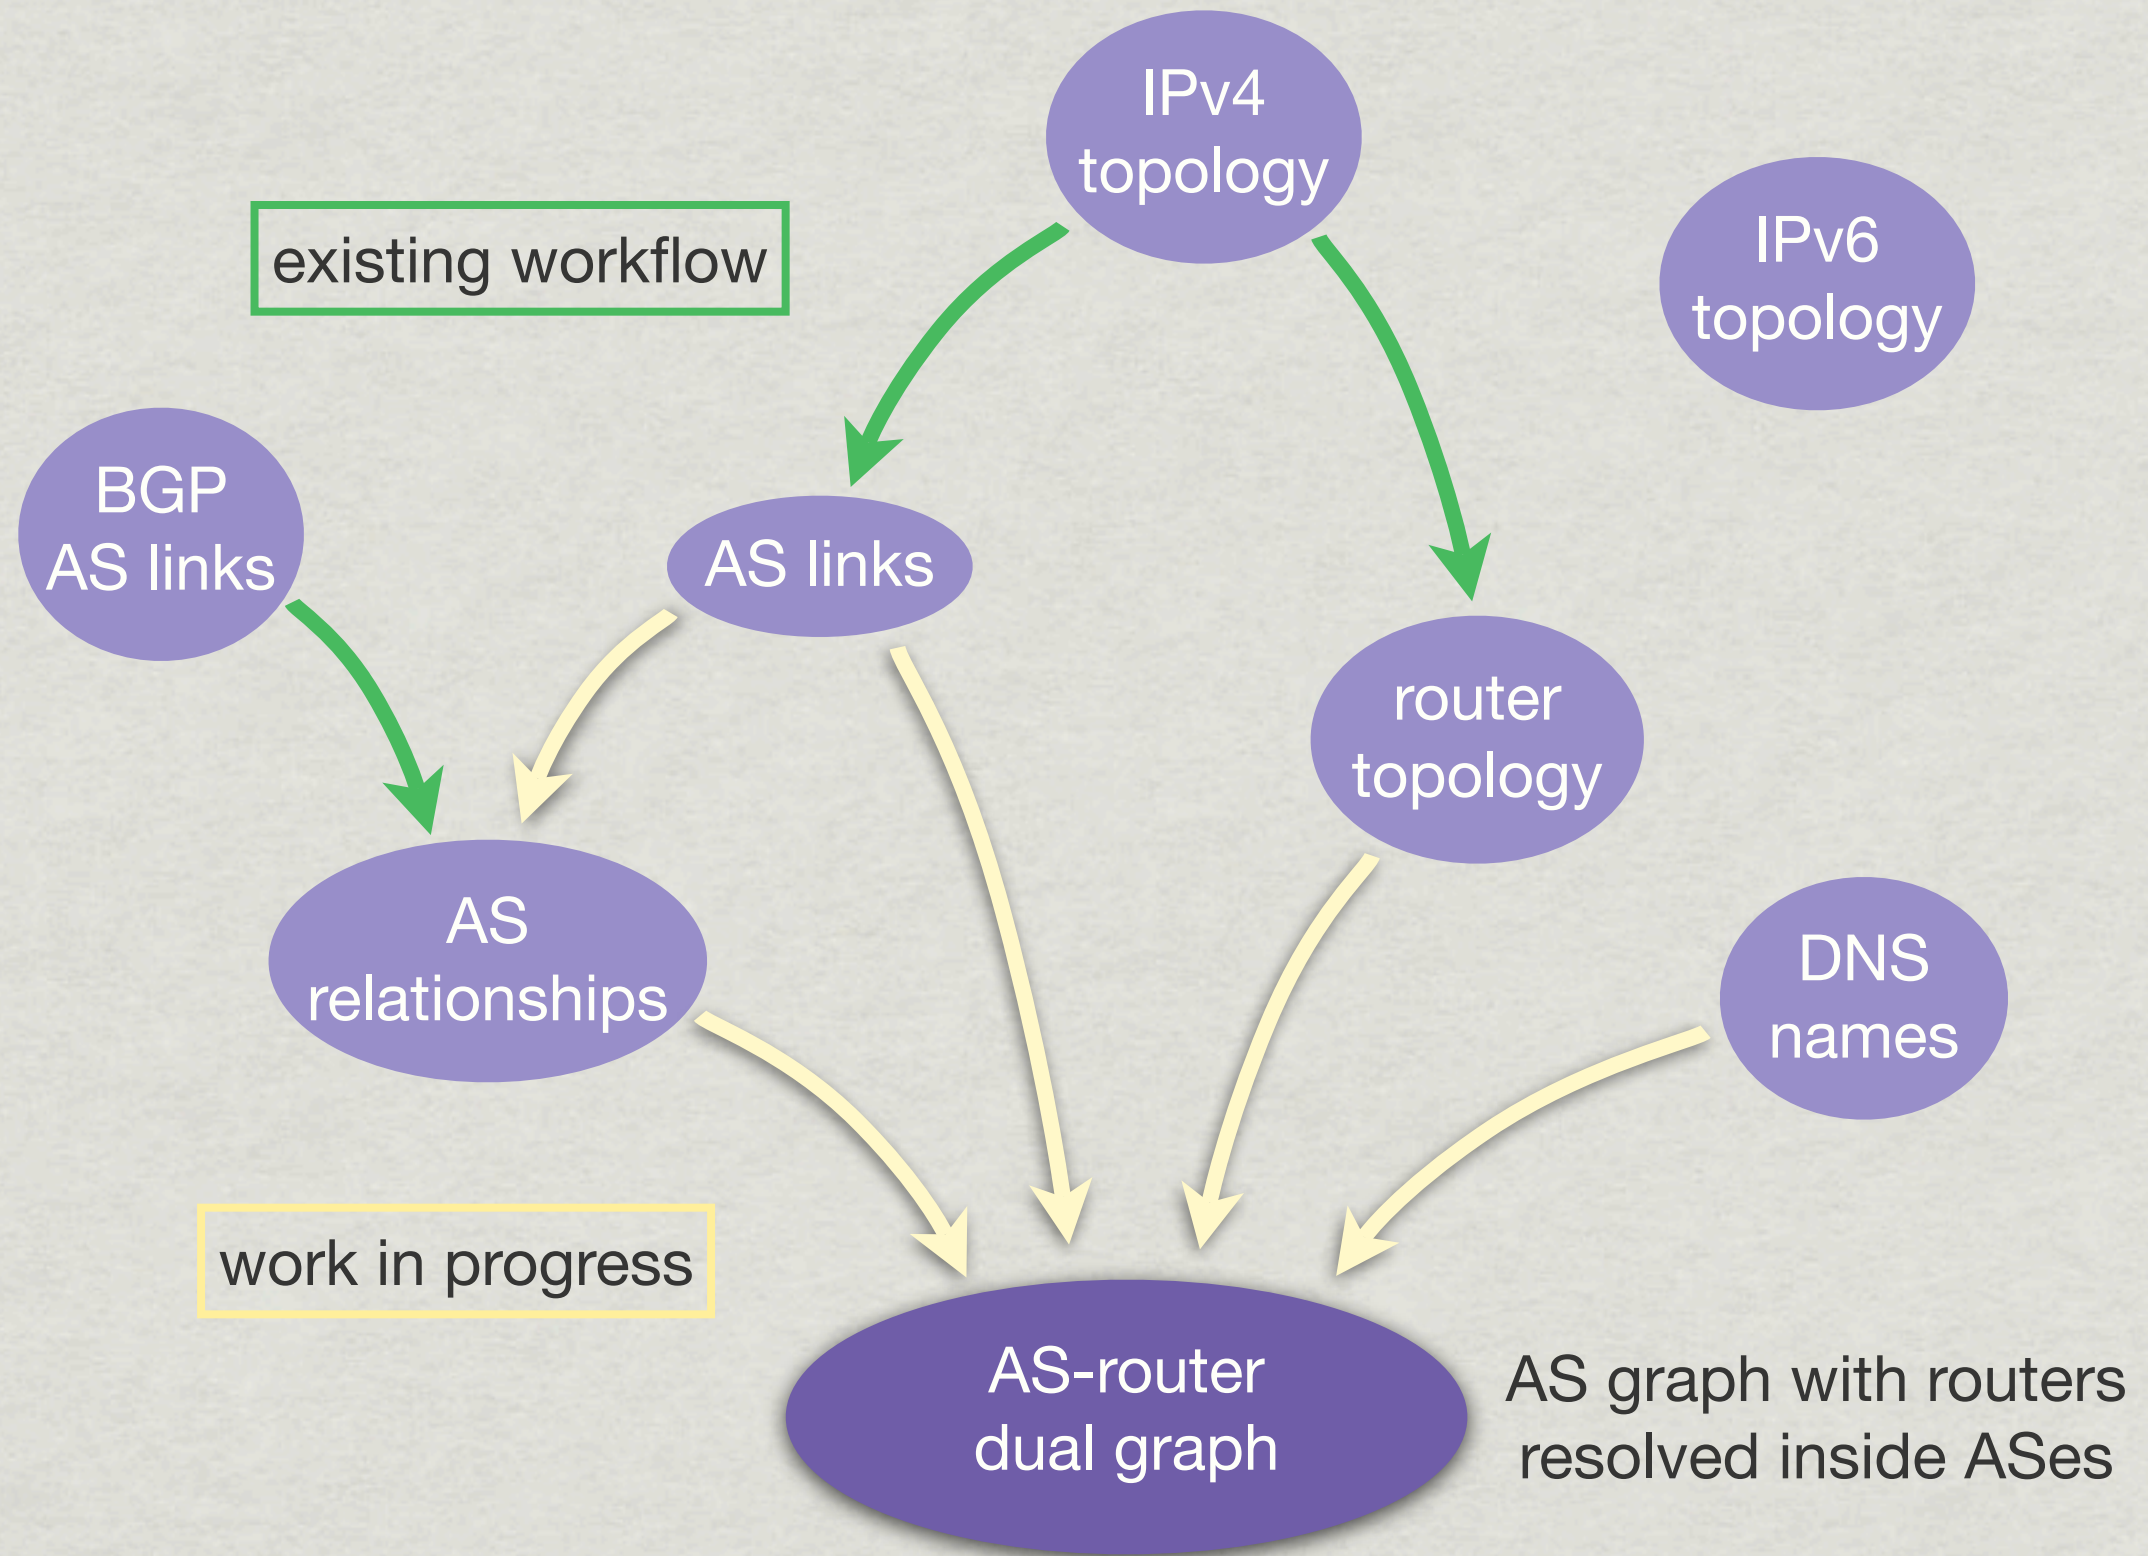 IPv4
topology
existing workflow
IPv6
topology
BGP
AS links
AS links
router
topology
AS
relationships
DNS
names
work in progress
AS-router
dual graph
AS graph with routers
resolved inside ASes